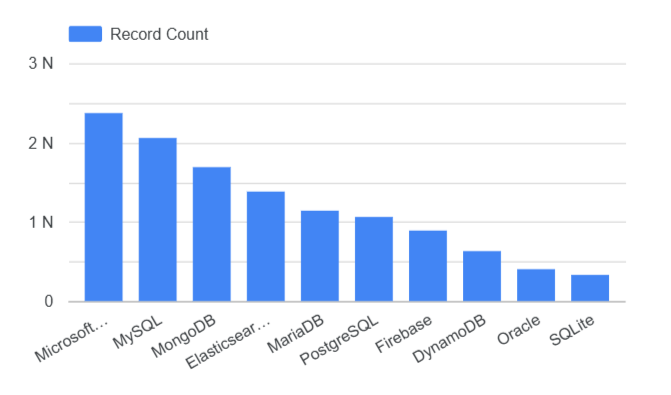 Record Count
3 N
2 N
1 N
0
Microsoft…
MySQL
MongoDB
Elasticsear…
MariaDB
PostgreSQL
Firebase
DynamoDB
Oracle
SQLite